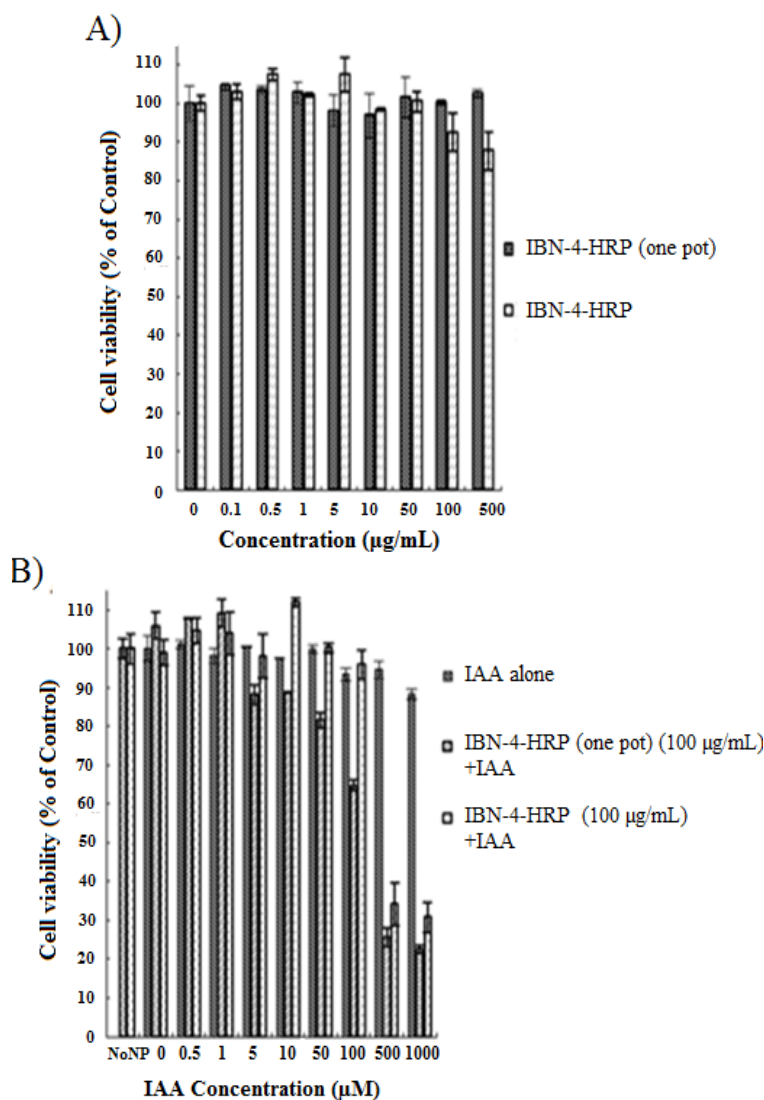 A)
110
100
90
80
70
60
50
40
30
20
10
0
Cell viability (% of Control)
0 0.1 0.5 1 5 10 50 100 500
Concentration (µg/mL)
IBN-4-HRP (one pot)
IBN-4-HRP
B)
110
100
90
80
70
60
50
40
30
20
10
0
Cell viability (% of Control)
NoNP 0 0.5 1 5 10 50 100 500 1000
IAA Concentration (µM)
IAA alone
IBN-4-HRP (one pot) (100 µg/mL)
+IAA
IBN-4-HRP (100 µg/mL)
+IAA